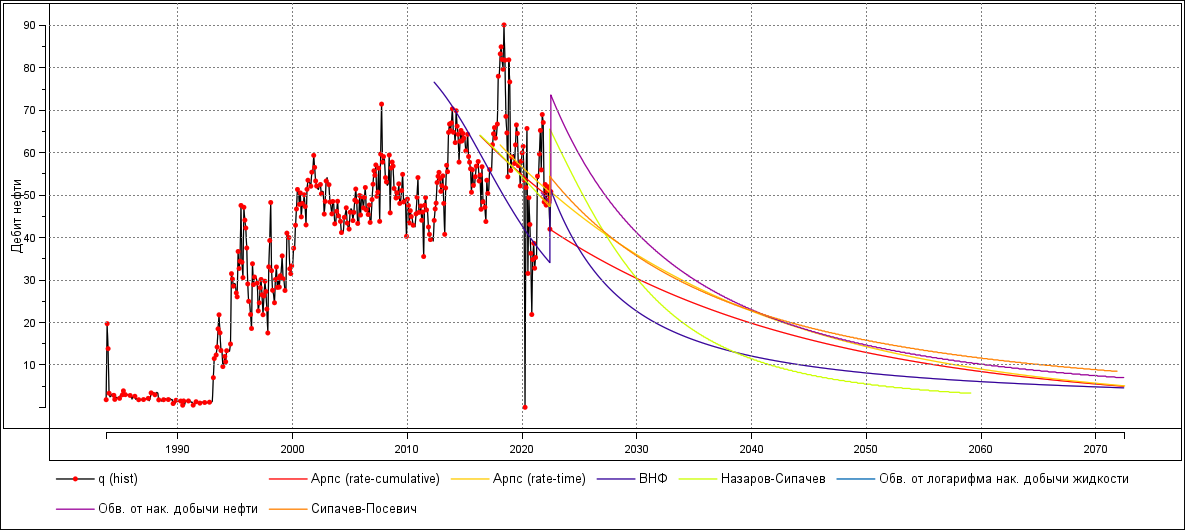 90
80
70
60
50
40
30
20
10
Дебит нефти
1990 2000 2010 2020 2030 2040 2050 2060 2070
q (hist) Арпс (rate-cumulative) Арпс (rate-time) ВНФ Назаров-Сипачев Обв. от логарифма нак. добычи жидкости
Обв. от нак. добычи нефти Сипачев-Посевич